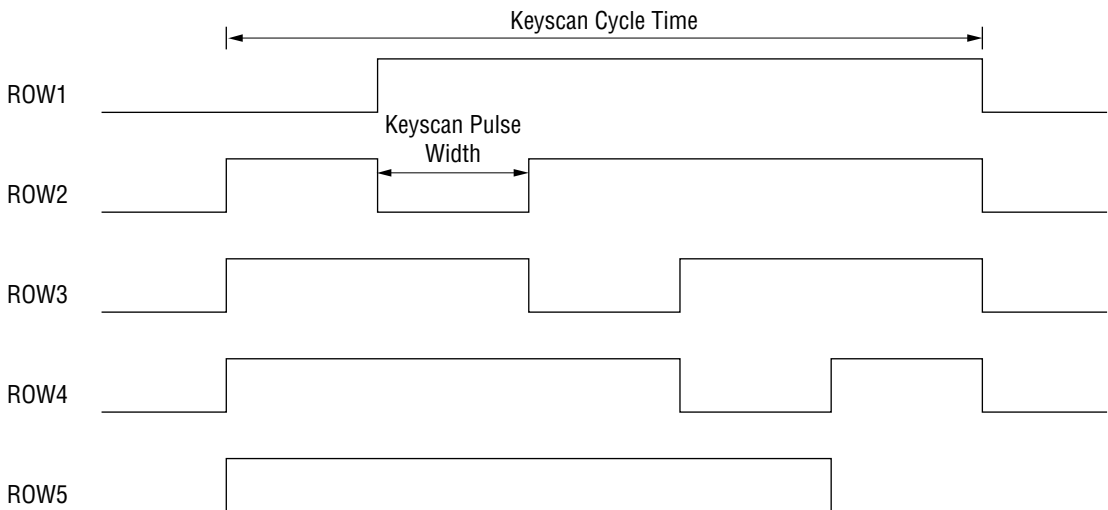 Keyscan Cycle Time
ROW1
Keyscan Pulse
Width
ROW2
ROW3
ROW4
ROW5